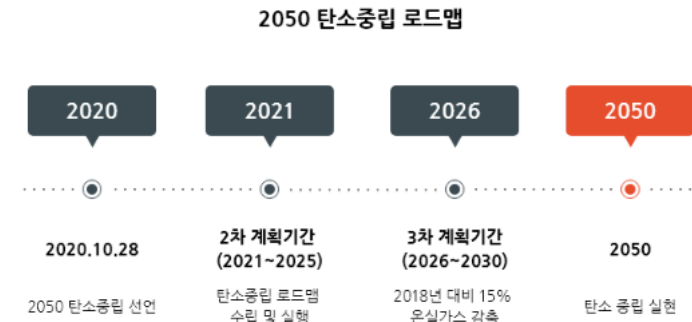 2050 탄소중립 로드맵
2020
2021
2026
2050
2020.10.28
2050 탄소중립 선언
2차 계획기간
(2021~2025)
탄소중립 로드맵
수립 및 실행
3차 계획기간
(2026~2030)
2018년 대비 15%
온실가스 감축
2050
탄소 중립 실현